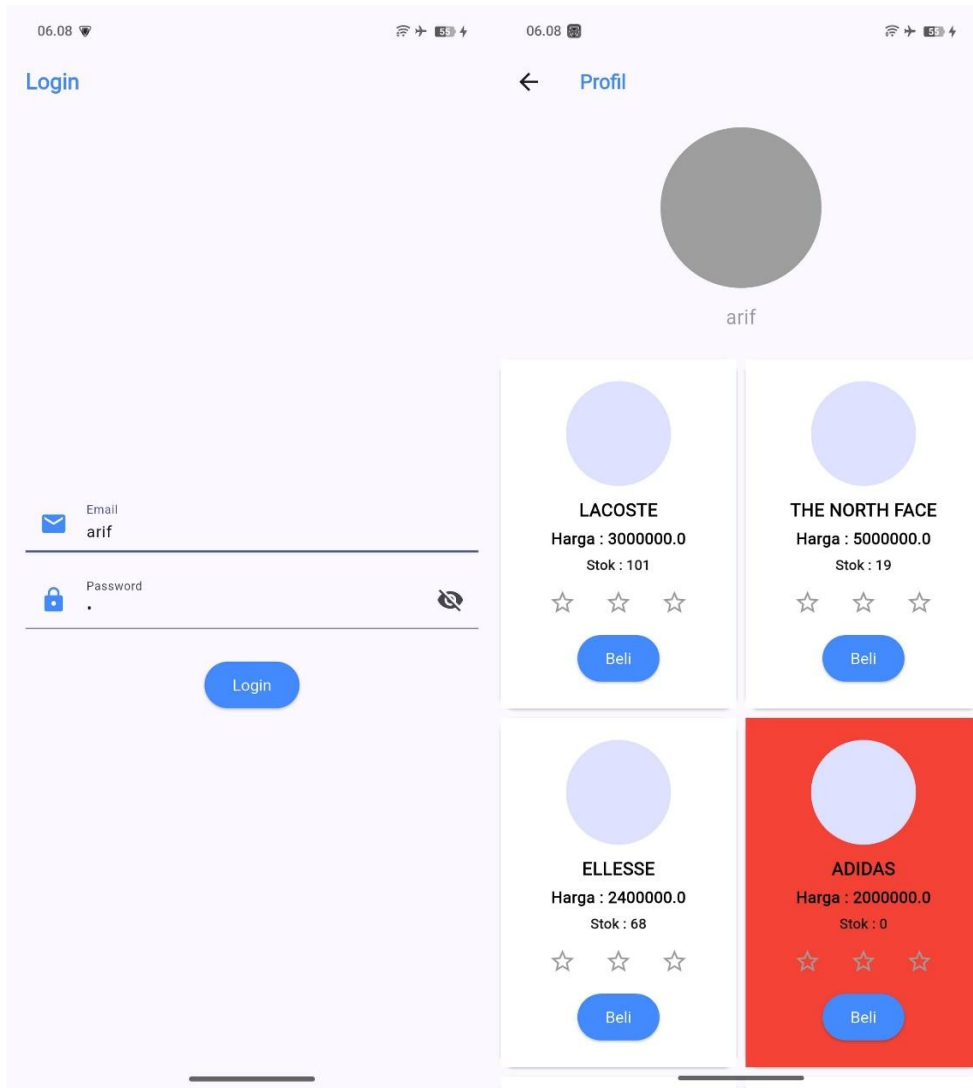 06.08
55
Login
Email
arif
Password
Login
06.08
55
Profil
arif
LACOSTE
Harga : 3000000.0
Stok : 101
Beli
THE NORTH FACE
Harga : 5000000.0
Stok : 19
Beli
ELLESSE
Harga : 2400000.0
Stok : 68
Beli
ADIDAS
Harga : 2000000.0
Stok : 0
Beli